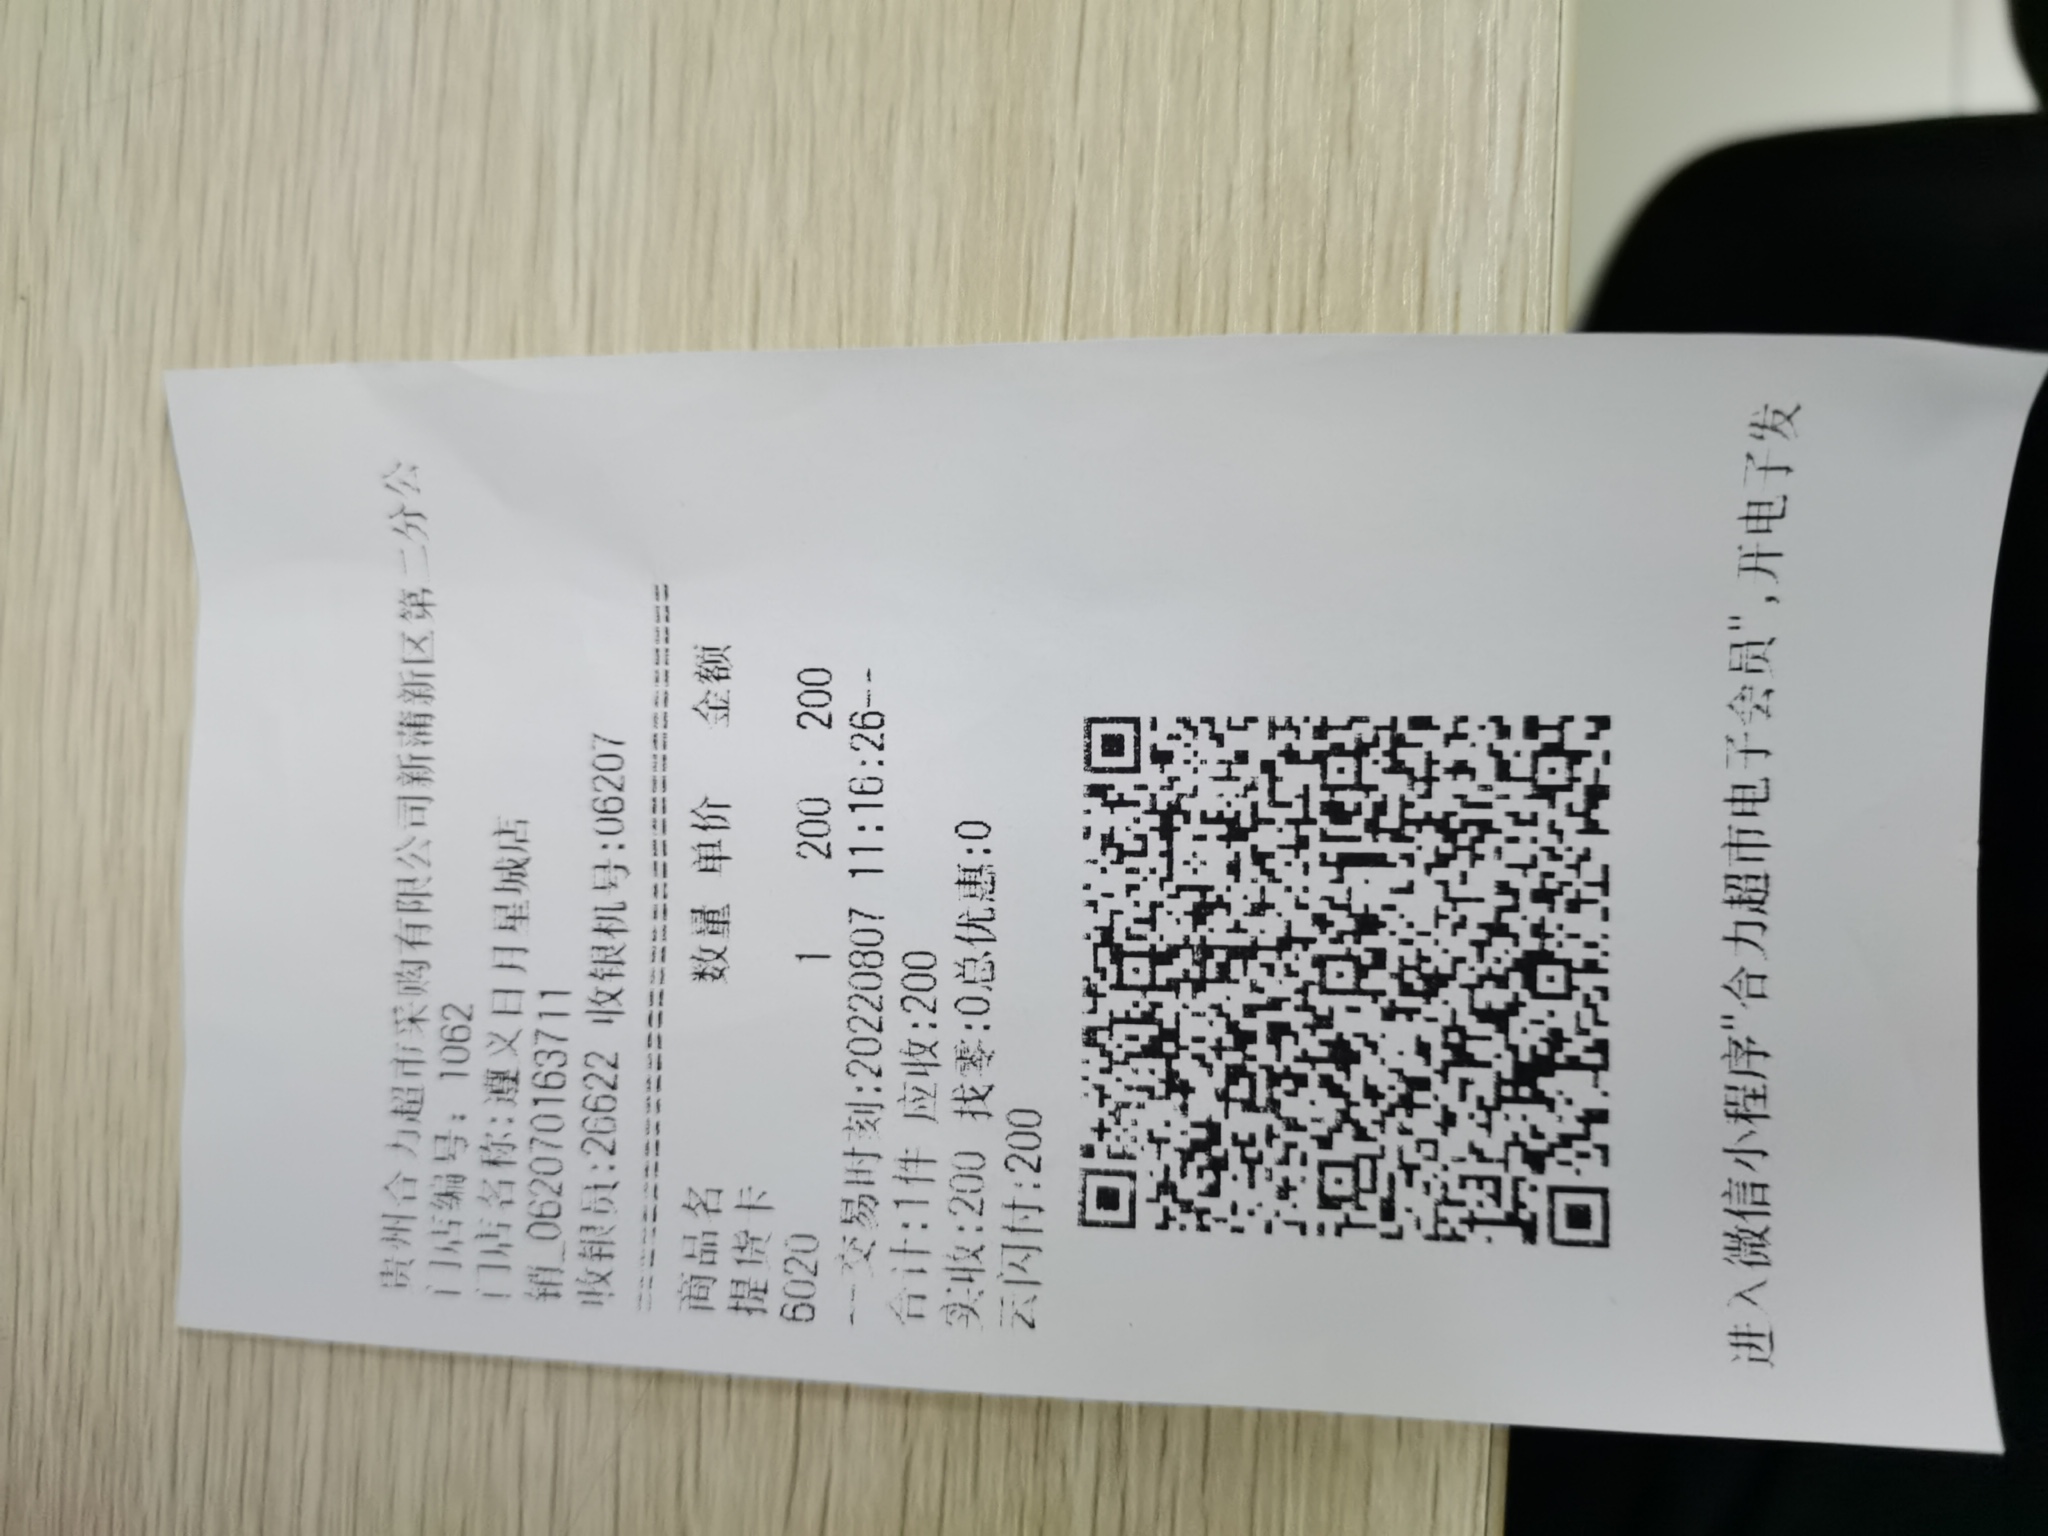 贵州合力超市采购有限公司新蒲新区第二分公
门店编号: 1062
门店名称:遵义日月星城店
销_0620701637​11
收银员:26622 收银机号:06207
商品名 数量 单价 金额
提货卡
6020 1 200 200
--交易时刻:20220807 11:16:26--
合计:1件 应收:200
实收:200 找零:0总优惠:0
云闪付:200
进入微信小程序"合力超市电子会员",开电子发